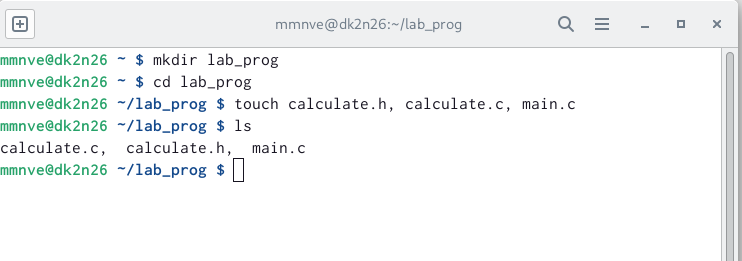 mmnve@dk2n26:~/lab_prog
mmnve@dk2n26 ~ $ mkdir lab_prog
mmnve@dk2n26 ~ $ cd lab_prog
mmnve@dk2n26 ~/lab_prog $ touch calculate.h, calculate.c, main.c
mmnve@dk2n26 ~/lab_prog $ ls
calculate.c,  calculate.h,  main.c
mmnve@dk2n26 ~/lab_prog $